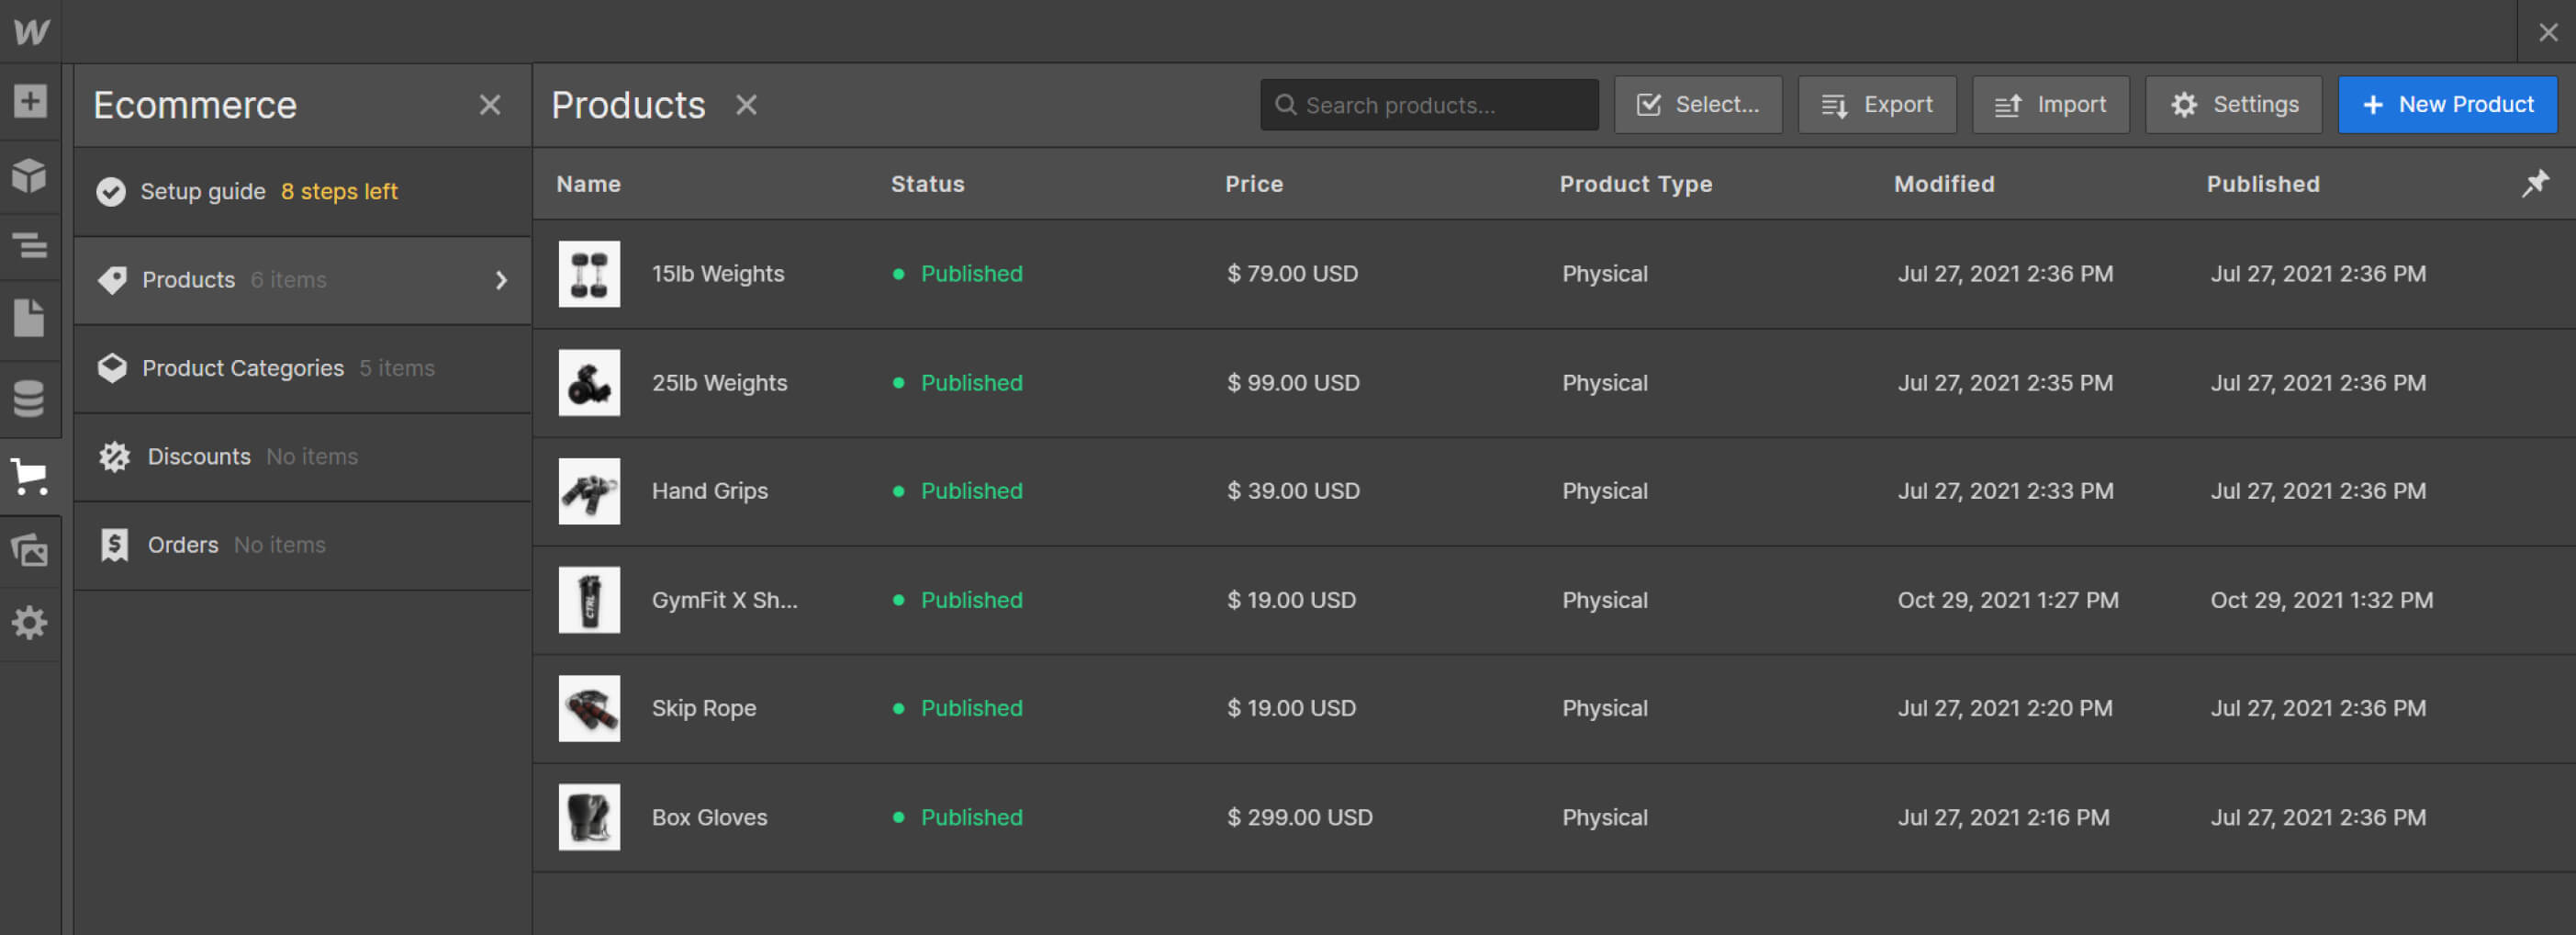 Ecommerce
Setup guide 8 steps left
Products 6 items
Product Categories 5 items
Discounts No items
Orders No items
Products
Search products...
Select...
Export
Import
Settings
New Product
Name Status Price Product Type Modified Published
15lb Weights Published $ 79.00 USD Physical Jul 27, 2021 2:36 PM Jul 27, 2021 2:36 PM
25lb Weights Published $ 99.00 USD Physical Jul 27, 2021 2:35 PM Jul 27, 2021 2:36 PM
Hand Grips Published $ 39.00 USD Physical Jul 27, 2021 2:33 PM Jul 27, 2021 2:36 PM
CTRL
GymFit X Sh... Published $ 19.00 USD Physical Oct 29, 2021 1:27 PM Oct 29, 2021 1:32 PM
Skip Rope Published $ 19.00 USD Physical Jul 27, 2021 2:20 PM Jul 27, 2021 2:36 PM
Box Gloves Published $ 299.00 USD Physical Jul 27, 2021 2:16 PM Jul 27, 2021 2:36 PM